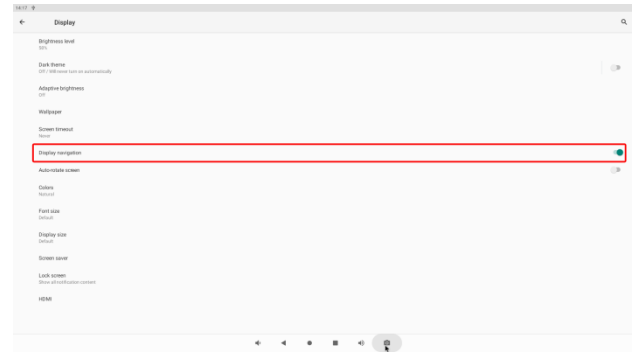 14:17
Display
Brightness level
98%
Dark theme
Off / Will never turn on automatically
Adaptive brightness
Off
Wallpaper
Screen timeout
Never
Display navigation
Auto-rotate screen
Colors
Natural
Font size
Default
Display size
Default
Screen saver
Lock screen
Show all notification content
HDMI